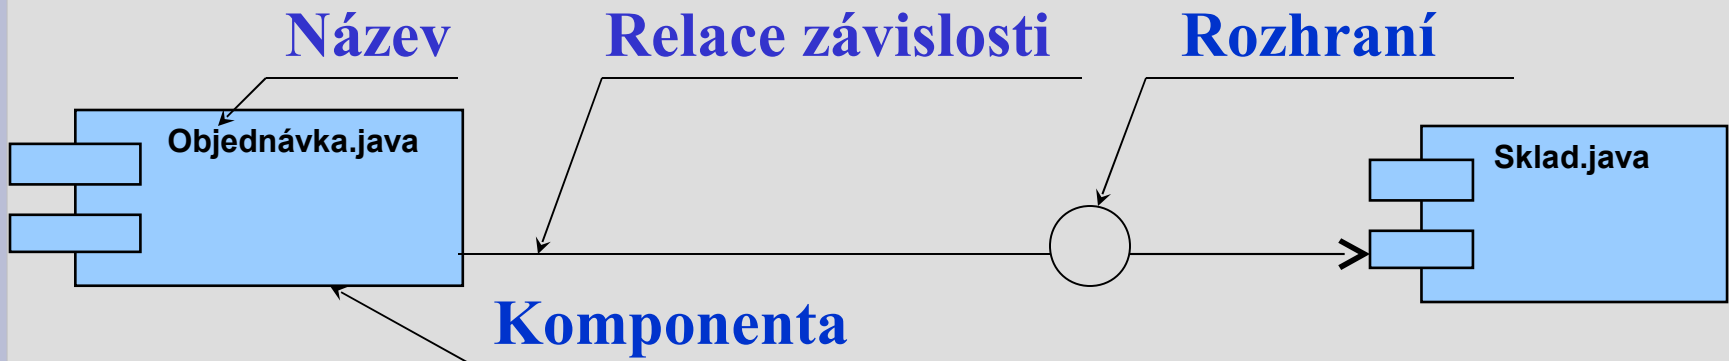 Název
Relace závislosti
Rozhraní
Objednávka.java
Sklad.java
Komponenta